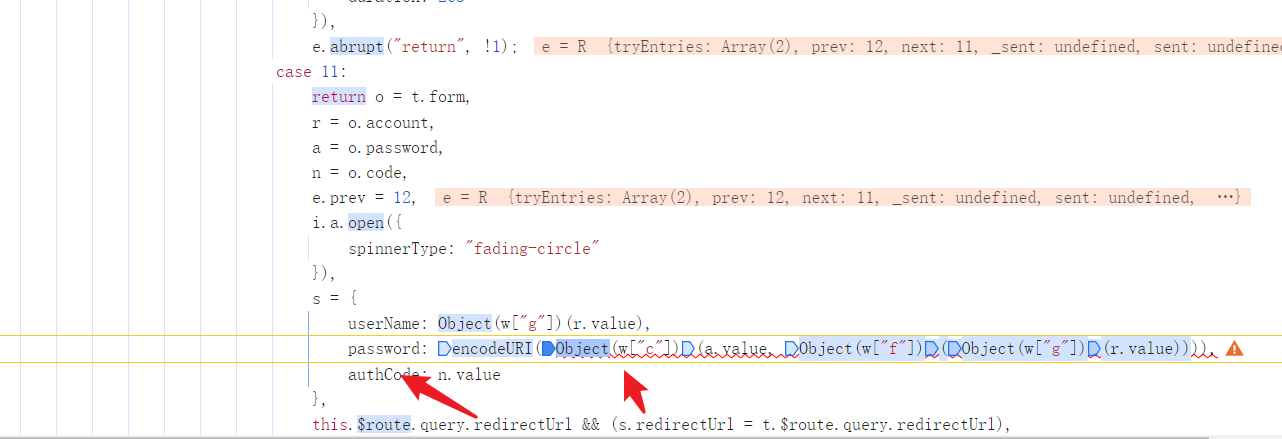 }),
e.abrupt("return", !1); e = R {tryEntries: Array(2), prev: 12, next: 11, _sent: undefined, sent: undefined
case 11:
return o = t.form,
r = o.account,
a = o.password,
n = o.code,
e.prev = 12, e = R {tryEntries: Array(2), prev: 12, next: 11, _sent: undefined, sent: undefined, …}
i.a.open({
spinnerType: "fading-circle"
}),
s = {
userName: Object(w["g"])(r.value),
password: encodeURI(Object(w["c"])(a.value, Object(w["f"])(Object(w["g"])(r.value)))),
authCode: n.value
},
this.$route.query.redirectUrl && (s.redirectUrl = t.$route.query.redirectUrl),